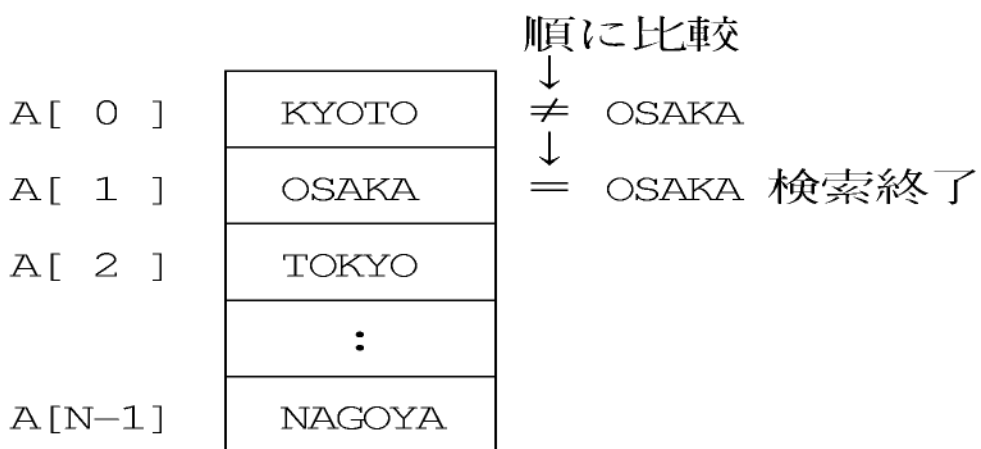 順に比較
↓
A[ 0 ] KYOTO ≠ OSAKA
↓
A[ 1 ] OSAKA = OSAKA 検索終了
A[ 2 ] TOKYO
:
A[N−1] NAGOYA